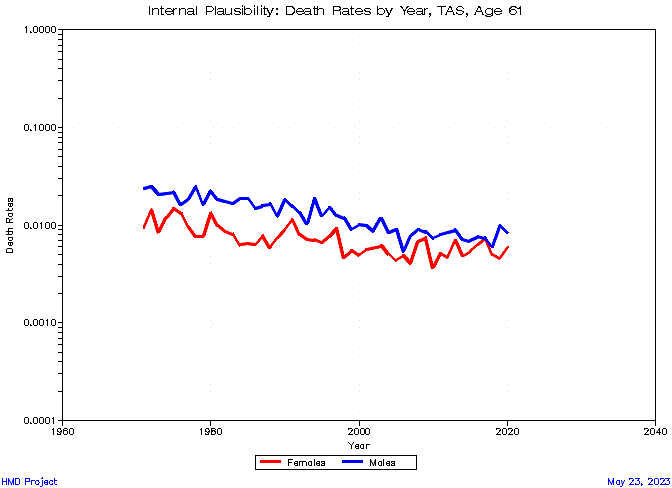 Internal Plausibility: Death Rates by Year, TAS, Age 61
1.0000
0.1000
0.0100
0.0010
0.0001
Death Rates
1960
1980
2000
2020
2040
Year
Females
Males
HMD Project
May 23, 2023